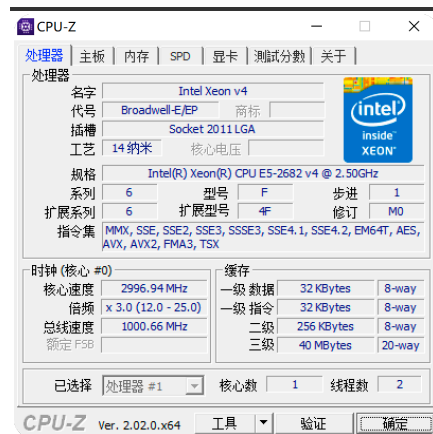 CPU-Z
处理器 主板 内存 SPD 显卡 测试分數 关于
处理器
名字 Intel Xeon v4
代号 Broadwell-E/EP 商标
插槽 Socket 2011 LGA
工艺 14 纳米 核心电压
intel
inside™
XEON®
规格 Intel(R) Xeon(R) CPU E5-2682 v4 @ 2.50GHz
系列 6 型号 F 步进 1
扩展系列 6 扩展型号 4F 修订 M0
指令集 MMX, SSE, SSE2, SSE3, SSSE3, SSE4.1, SSE4.2, EM64T, AES,
AVX, AVX2, FMA3, TSX
时钟 (核心 #0)
核心速度 2996.94 MHz
倍频 x 3.0 (12.0 - 25.0)
总线速度 1000.66 MHz
额定 FSB
缓存
一级 数据 32 KBytes 8-way
一级 指令 32 KBytes 8-way
二级 256 KBytes 8-way
三级 40 MBytes 20-way
已选择 处理器 #1 核心数 1 线程数 2
CPU-Z Ver. 2.02.0.x64 工具 验证 确定